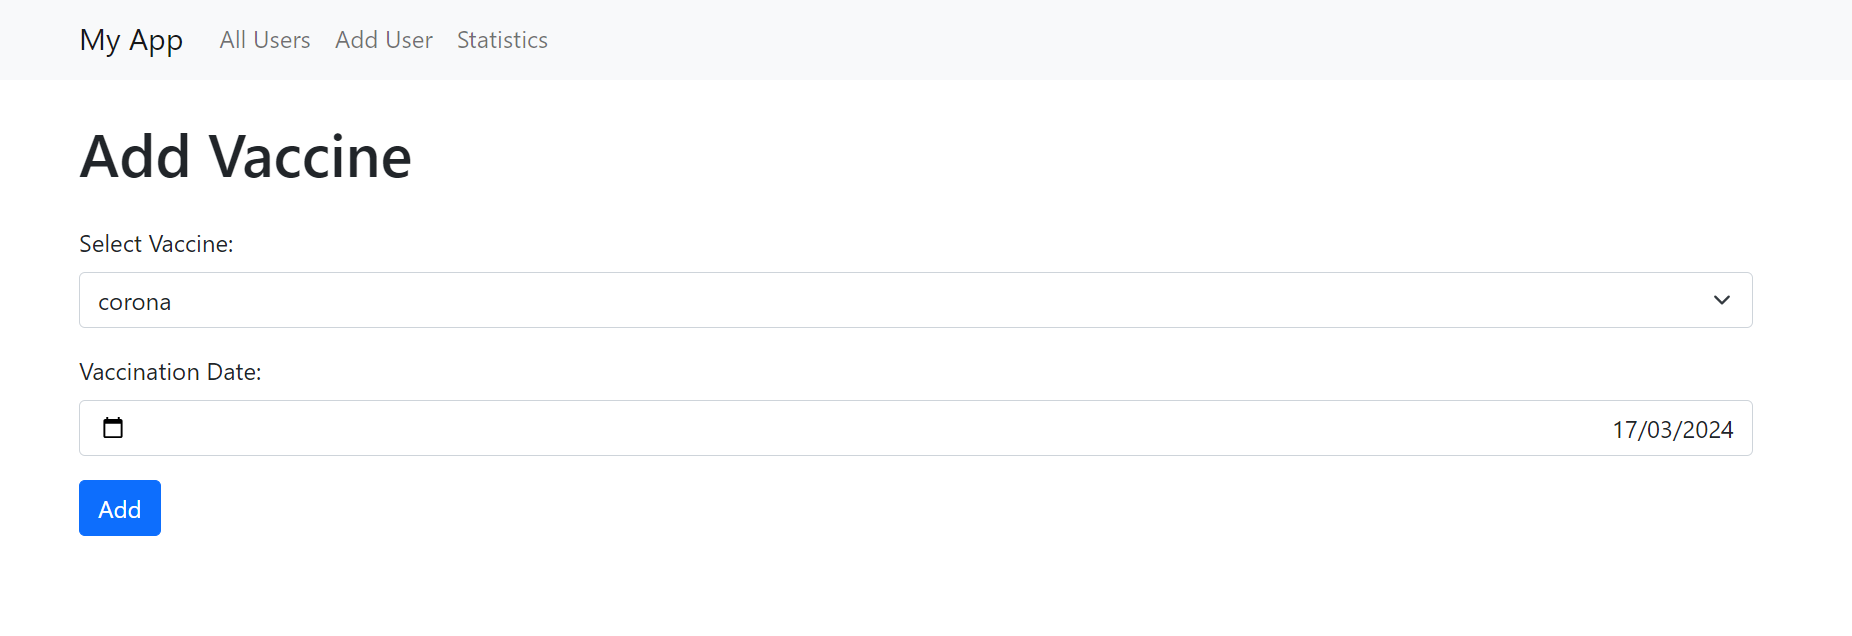 My App All Users Add User Statistics
Add Vaccine
Select Vaccine:
corona
Vaccination Date:
17/03/2024
Add